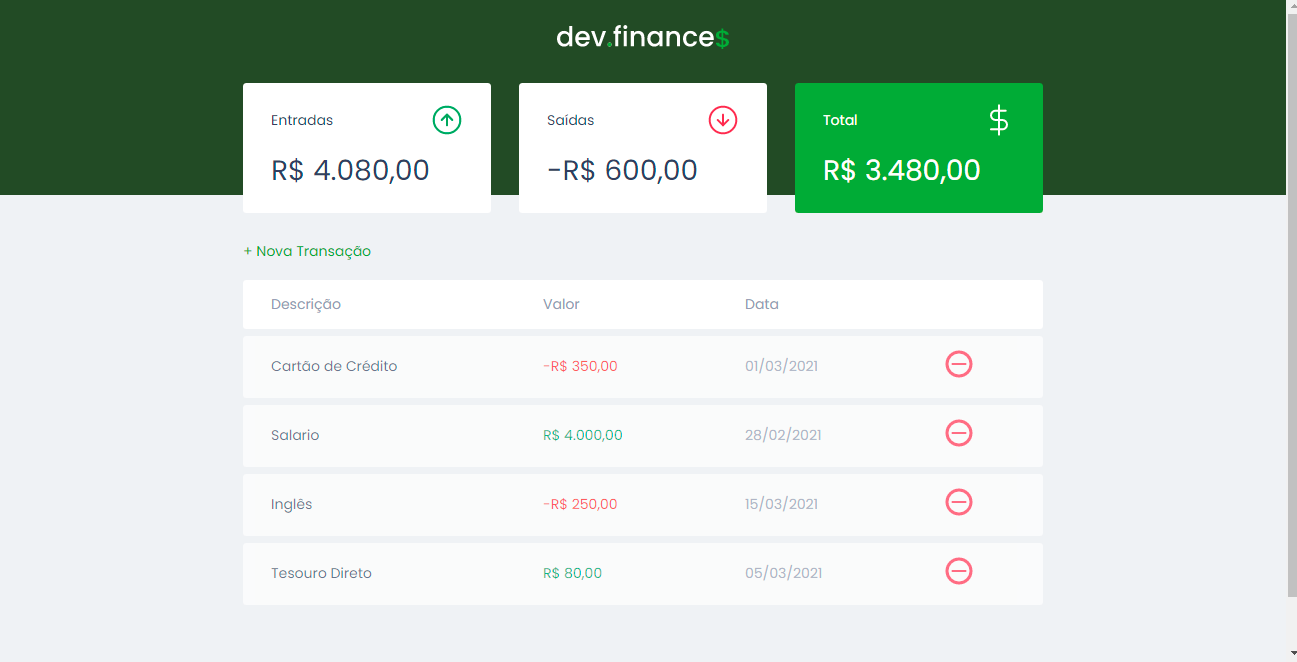 dev.finance$
Entradas
R$ 4.080,00
Saídas
-R$ 600,00
Total
$
R$ 3.480,00
+ Nova Transação
Descrição Valor Data
Cartão de Crédito -R$ 350,00 01/03/2021
Salario R$ 4.000,00 28/02/2021
Inglês -R$ 250,00 15/03/2021
Tesouro Direto R$ 80,00 05/03/2021